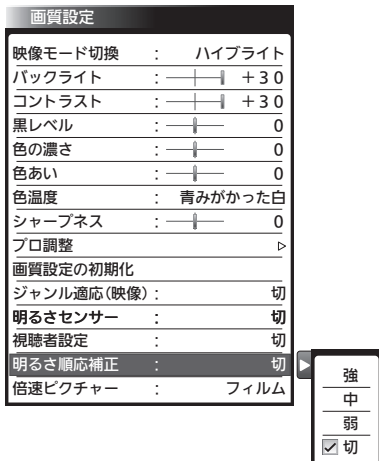 画質設定
映像モード切換 : ハイブライト
バックライト : +30
コントラスト : +30
黒レベル : 0
色の濃さ : 0
色あい : 0
色温度 : 青みがかった白
シャープネス : 0
プロ調整
画質設定の初期化
ジャンル適応(映像) : 切
明るさセンサー : 切
視聴者設定 : 切
明るさ順応補正 : 切
倍速ピクチャー : フィルム
強
中
弱
切